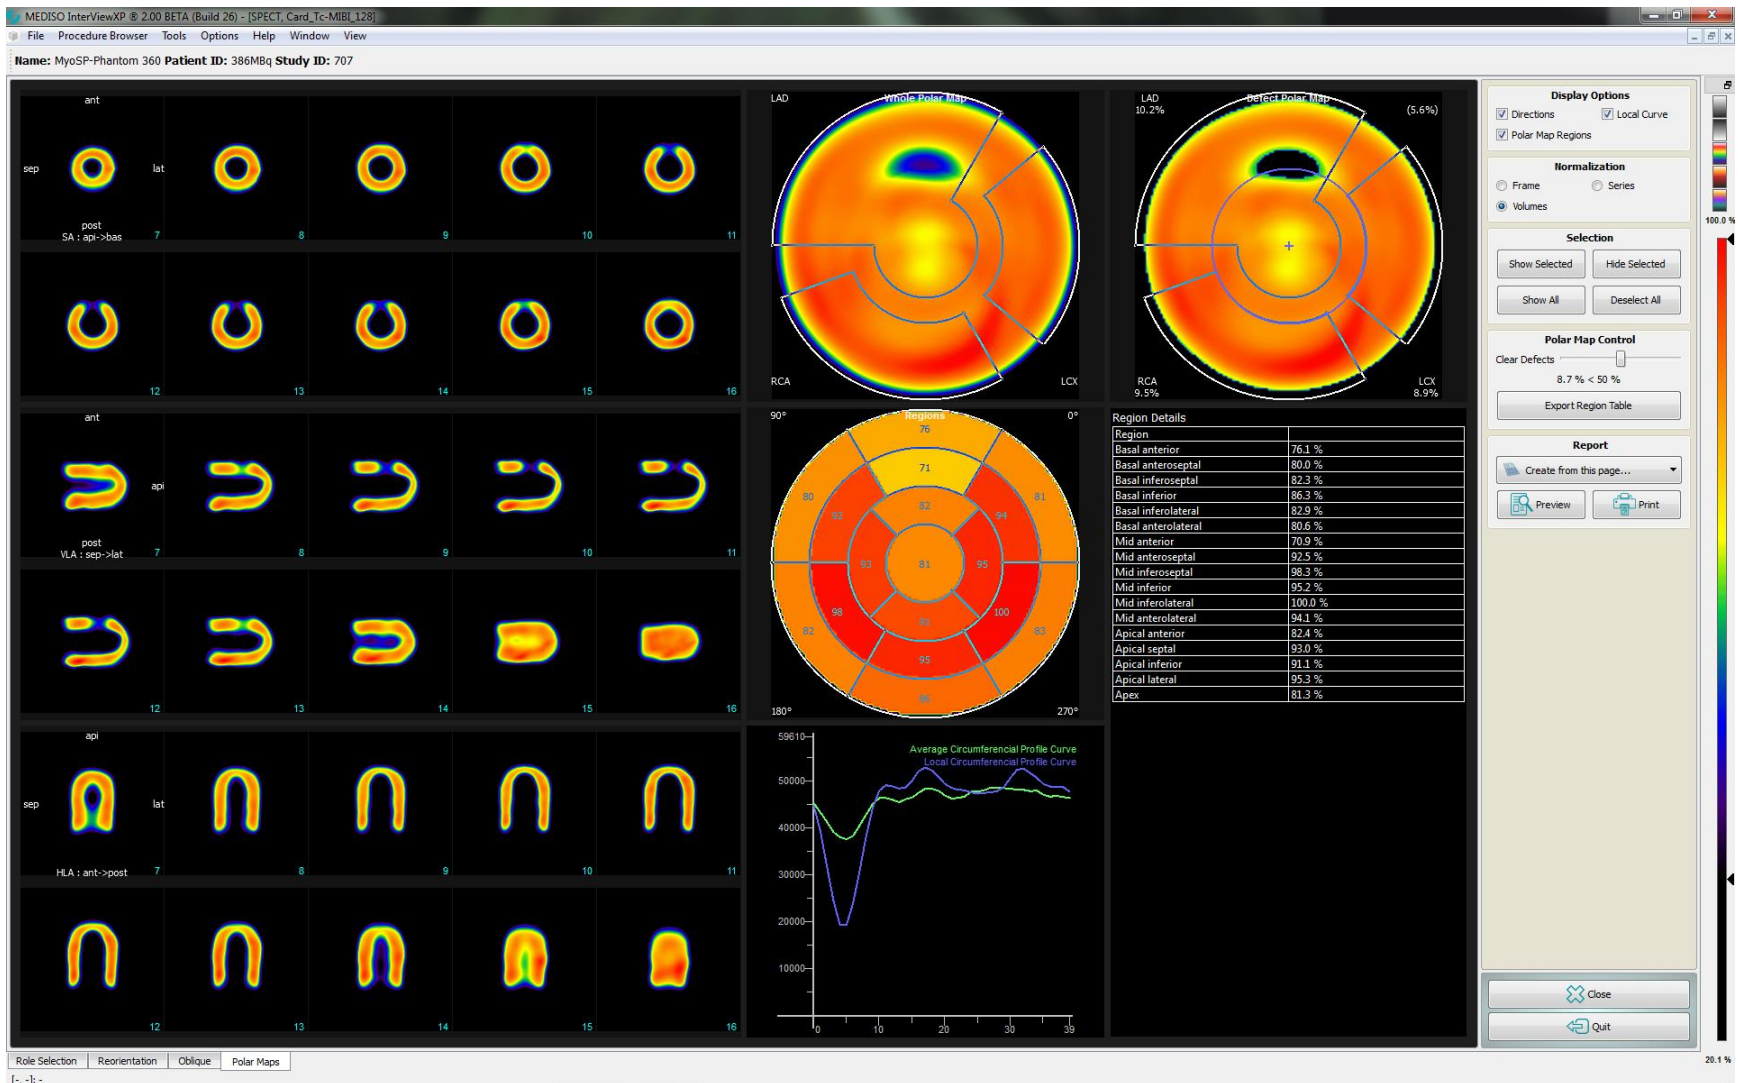 MEDISO InterViewXP ® 2.00 BETA (Build 26) - [SPECT, Card_Tc-MIBI_128]
File Procedure Browser Tools Options Help Window View
Name: MyoSP-Phantom 360 Patient ID: 386MBq Study ID: 707
ant
sep lat
post
SA : api->bas 7 8 9 10 11
12 13 14 15 16
ant
api
post
VLA : sep->lat 7 8 9 10 11
12 13 14 15 16
api
sep lat
HLA : ant->post 7 8 9 10 11
12 13 14 15 16
LAD Whole Polar Map
RCA LCX
LAD Defect Polar Map
10.2% (5.6%)
RCA LCX
9.5% 8.9%
90° Regions 0°
76
71
80 82 81
92 94
93 81 95
98 91 100
82 95 83
86
180° 270°
59610
Average Circumferencial Profile Curve
Local Circumferencial Profile Curve
50000
40000
30000
20000
10000
0 10 20 30 39
Region Details
Region
Basal anterior 76.1 %
Basal anteroseptal 80.0 %
Basal inferoseptal 82.3 %
Basal inferior 86.3 %
Basal inferolateral 82.9 %
Basal anterolateral 80.6 %
Mid anterior 70.9 %
Mid anteroseptal 92.5 %
Mid inferoseptal 98.3 %
Mid inferior 95.2 %
Mid inferolateral 100.0 %
Mid anterolateral 94.1 %
Apical anterior 82.4 %
Apical septal 93.0 %
Apical inferior 91.1 %
Apical lateral 95.3 %
Apex 81.3 %
Display Options
Directions Local Curve
Polar Map Regions
Normalization
Frame Series
Volumes
Selection
Show Selected Hide Selected
Show All Deselect All
Polar Map Control
Clear Defects
8.7 % < 50 %
Export Region Table
Report
Create from this page...
Preview Print
Close
Quit
100.0 %
20.1 %
Role Selection Reorientation Oblique Polar Maps
[-, -]: -